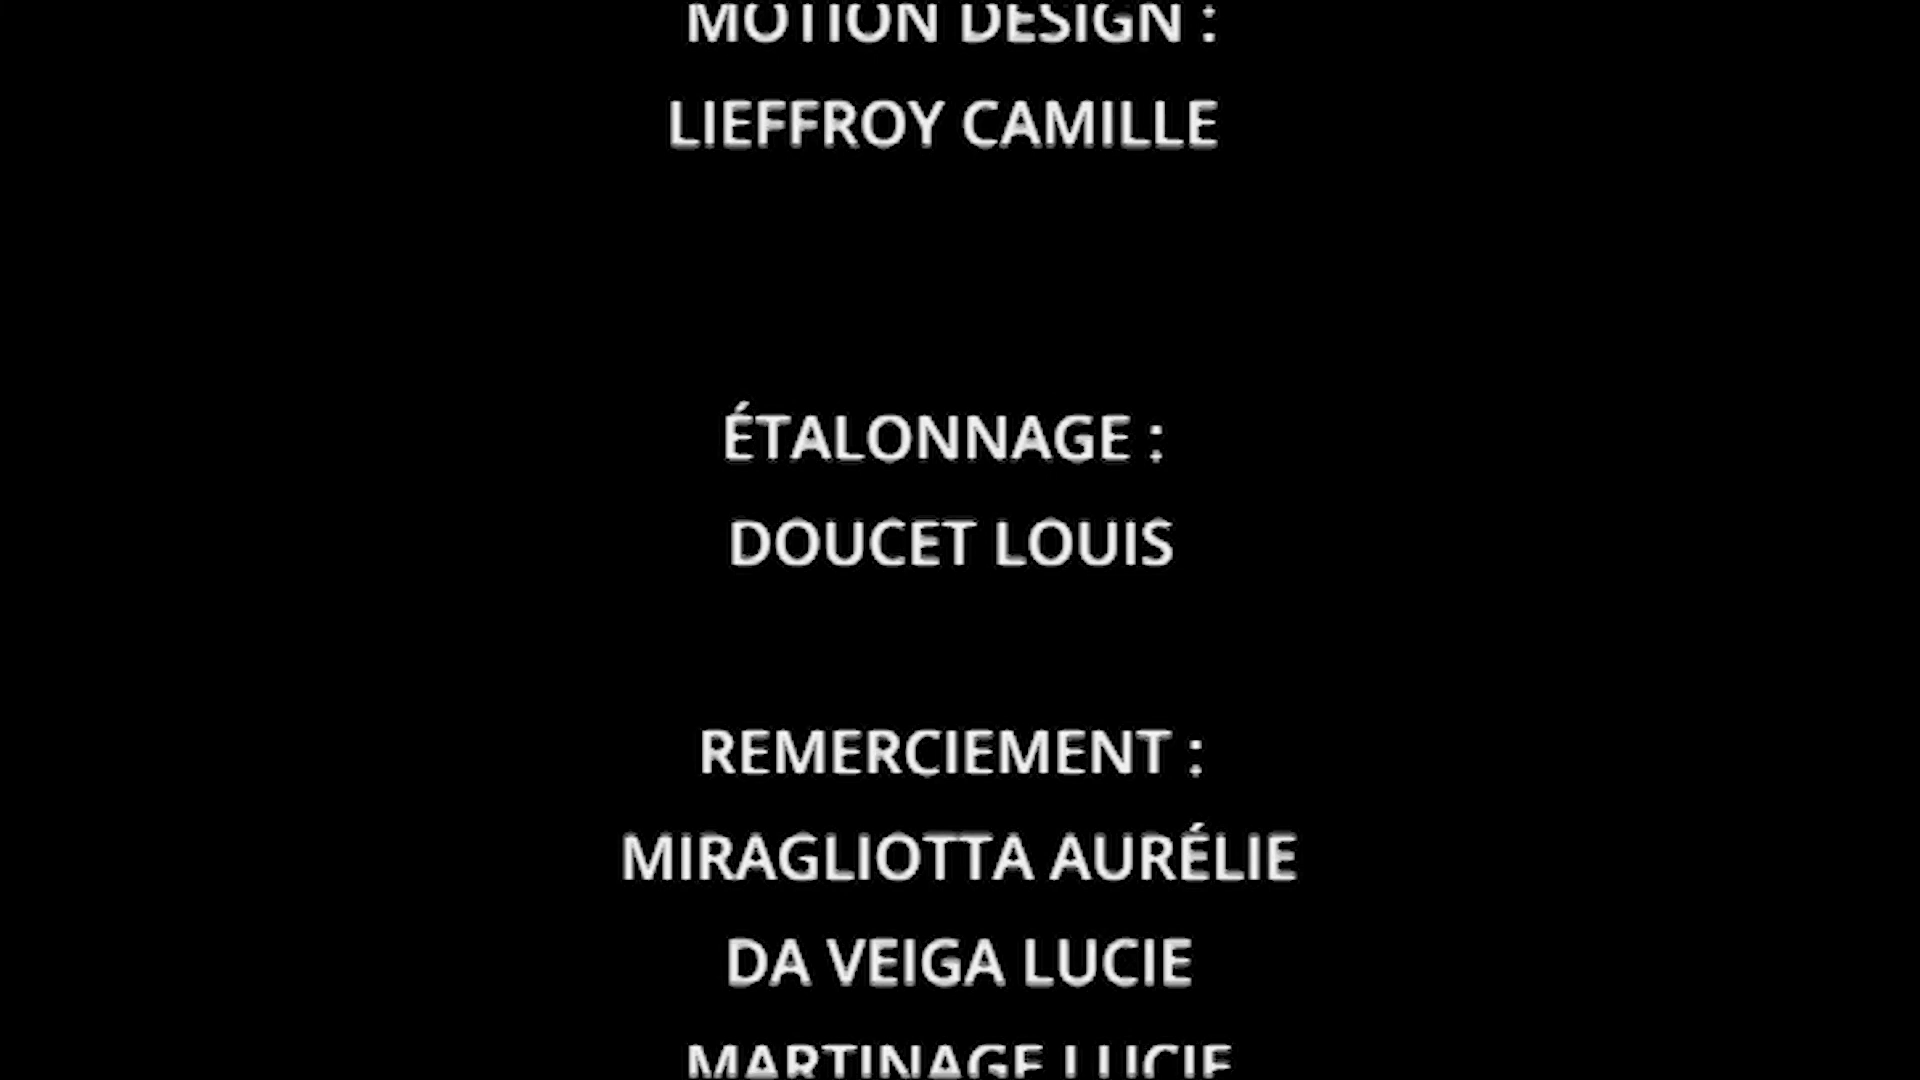 MOTION DESIGN :
LIEFFROY CAMILLE
ÉTALONNAGE :
DOUCET LOUIS
REMERCIEMENT :
MIRAGLIOTTA AURÉLIE
DA VEIGA LUCIE
MARTINAGE LUCIE